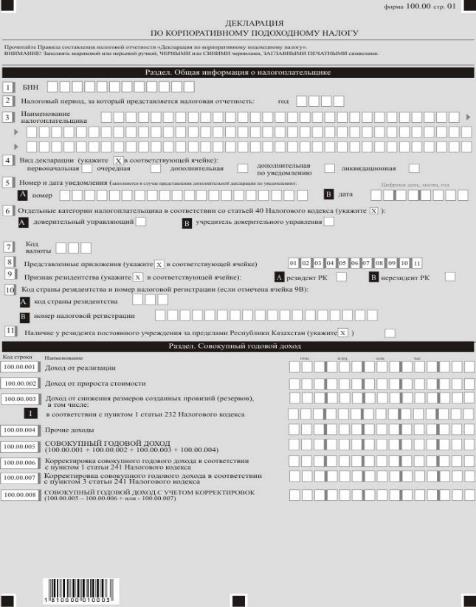 форма 100.00 стр. 01
ДЕКЛАРАЦИЯ
ПО КОРПОРАТИВНОМУ ПОДОХОДНОМУ НАЛОГУ
Прочитайте Правила составления налоговой отчетности «Декларация по корпоративному подоходному налогу».
ВНИМАНИЕ! Заполнять шариковой или перьевой ручкой, ЧЕРНЫМИ или СИНИМИ чернилами, ЗАГЛАВНЫМИ ПЕЧАТНЫМИ символами.
Раздел. Общая информация о налогоплательщике
1 БИН
2 Налоговый период, за который представляется налоговая отчетность: год
3 Наименование
налогоплательщика
4 Вид декларации (укажите X в соответствующей ячейке):
первоначальная очередная дополнительная дополнительная
по уведомлению ликвидационная
5 Номер и дата уведомления (заполняется в случае представления дополнительной декларации по уведомлению):
A номер B дата Цифрами день, месяц, год
6 Отдельные категории налогоплательщика в соответствии со статьей 40 Налогового кодекса (укажите X ):
A доверительный управляющий B учредитель доверительного управления
7 Код
валюты
8 Представленные приложения (укажите X в соответствующей ячейке) 01 02 03 04 05 06 07 08 09 10 11
9 Признак резидентства (укажите X в соответствующей ячейке): A резидент РК B нерезидент РК
10 Код страны резидентства и номер налоговой регистрации (если отмечена ячейка 9B):
A код страны резидентства
B номер налоговой регистрации
11 Наличие у резидента постоянного учреждения за пределами Республики Казахстан (укажите X )
Раздел. Совокупный годовой доход
Код строки Наименование
100.00.001 Доход от реализации
100.00.002 Доход от прироста стоимости
100.00.003 Доход от снижения размеров созданных провизий (резервов),
в том числе:
I в соответствии с пунктом 1 статьи 232 Налогового кодекса
100.00.004 Прочие доходы
100.00.005 СОВОКУПНЫЙ ГОДОВОЙ ДОХОД
(100.00.001 + 100.00.002 + 100.00.003 + 100.00.004)
100.00.006 Корректировка совокупного годового дохода в соответствии
с пунктом 1 статьи 241 Налогового кодекса
100.00.007 Корректировка совокупного годового дохода в соответствии
с пунктом 3 статьи 241 Налогового кодекса
100.00.008 СОВОКУПНЫЙ ГОДОВОЙ ДОХОД С УЧЕТОМ КОРРЕКТИРОВОК
(100.00.005 – 100.00.006 + или - 100.00.007)